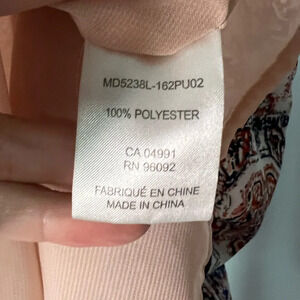 MD5238L-162PU02
100% POLYESTER
CA 04991
RN 96092
FABRIQUÉ EN CHINE
MADE IN CHINA